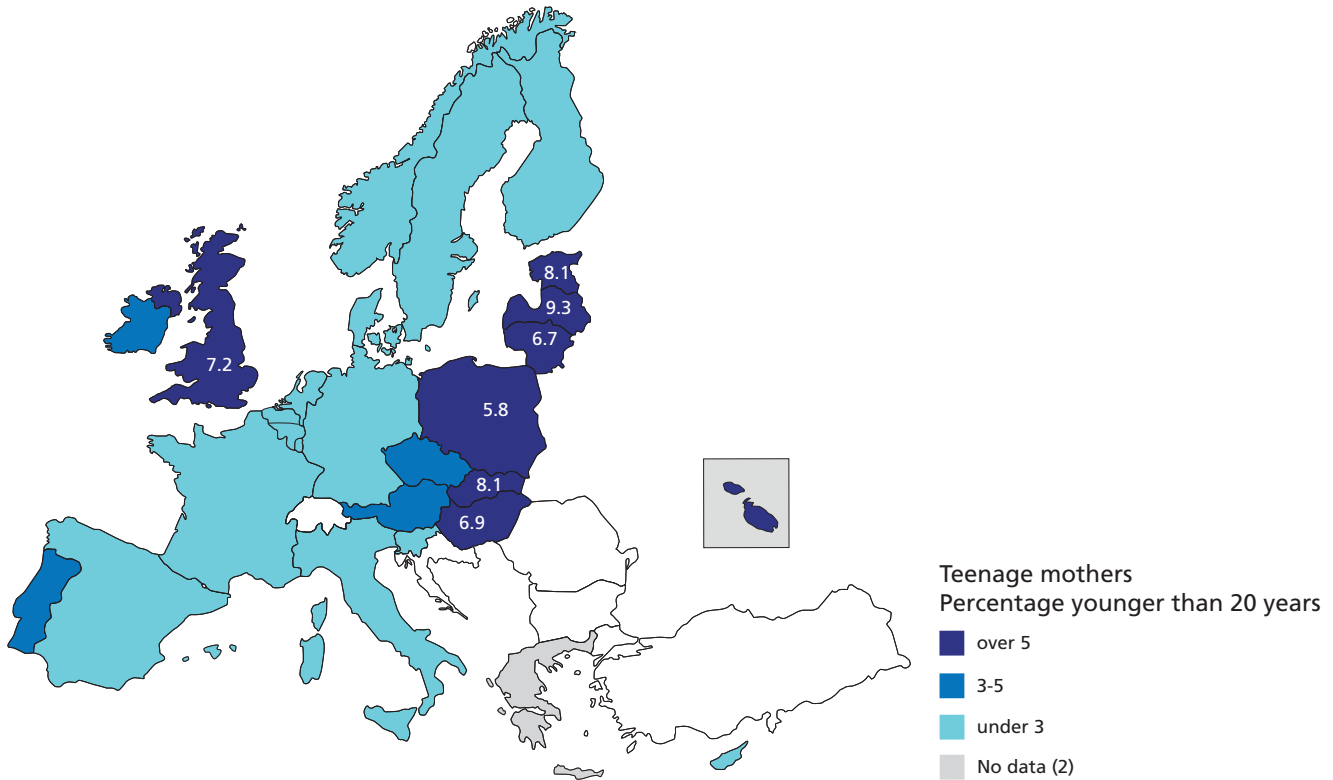 8.1
9.3
6.7
7.2
5.8
8.1
6.9
Teenage mothers
Percentage younger than 20 years
over 5
3-5
under 3
No data (2)